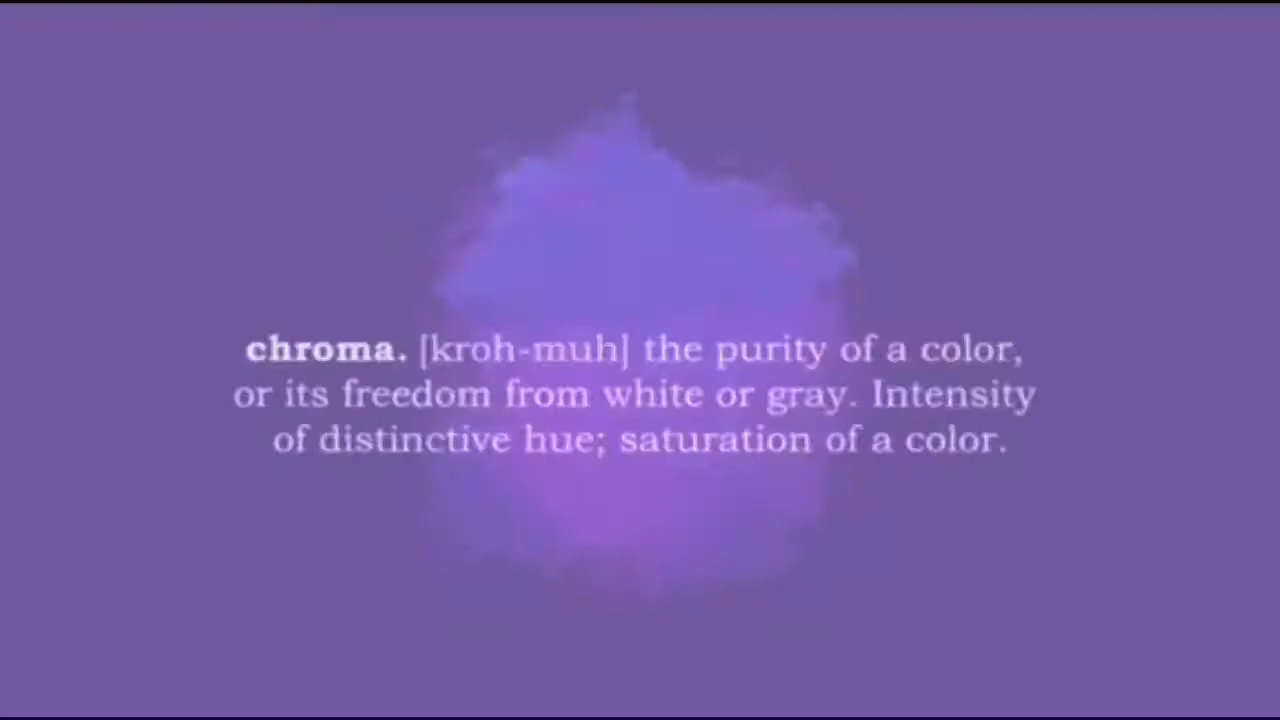 chroma. [kroh-muh] the purity of a color,
or its freedom from white or gray. Intensity
of distinctive hue; saturation of a color.